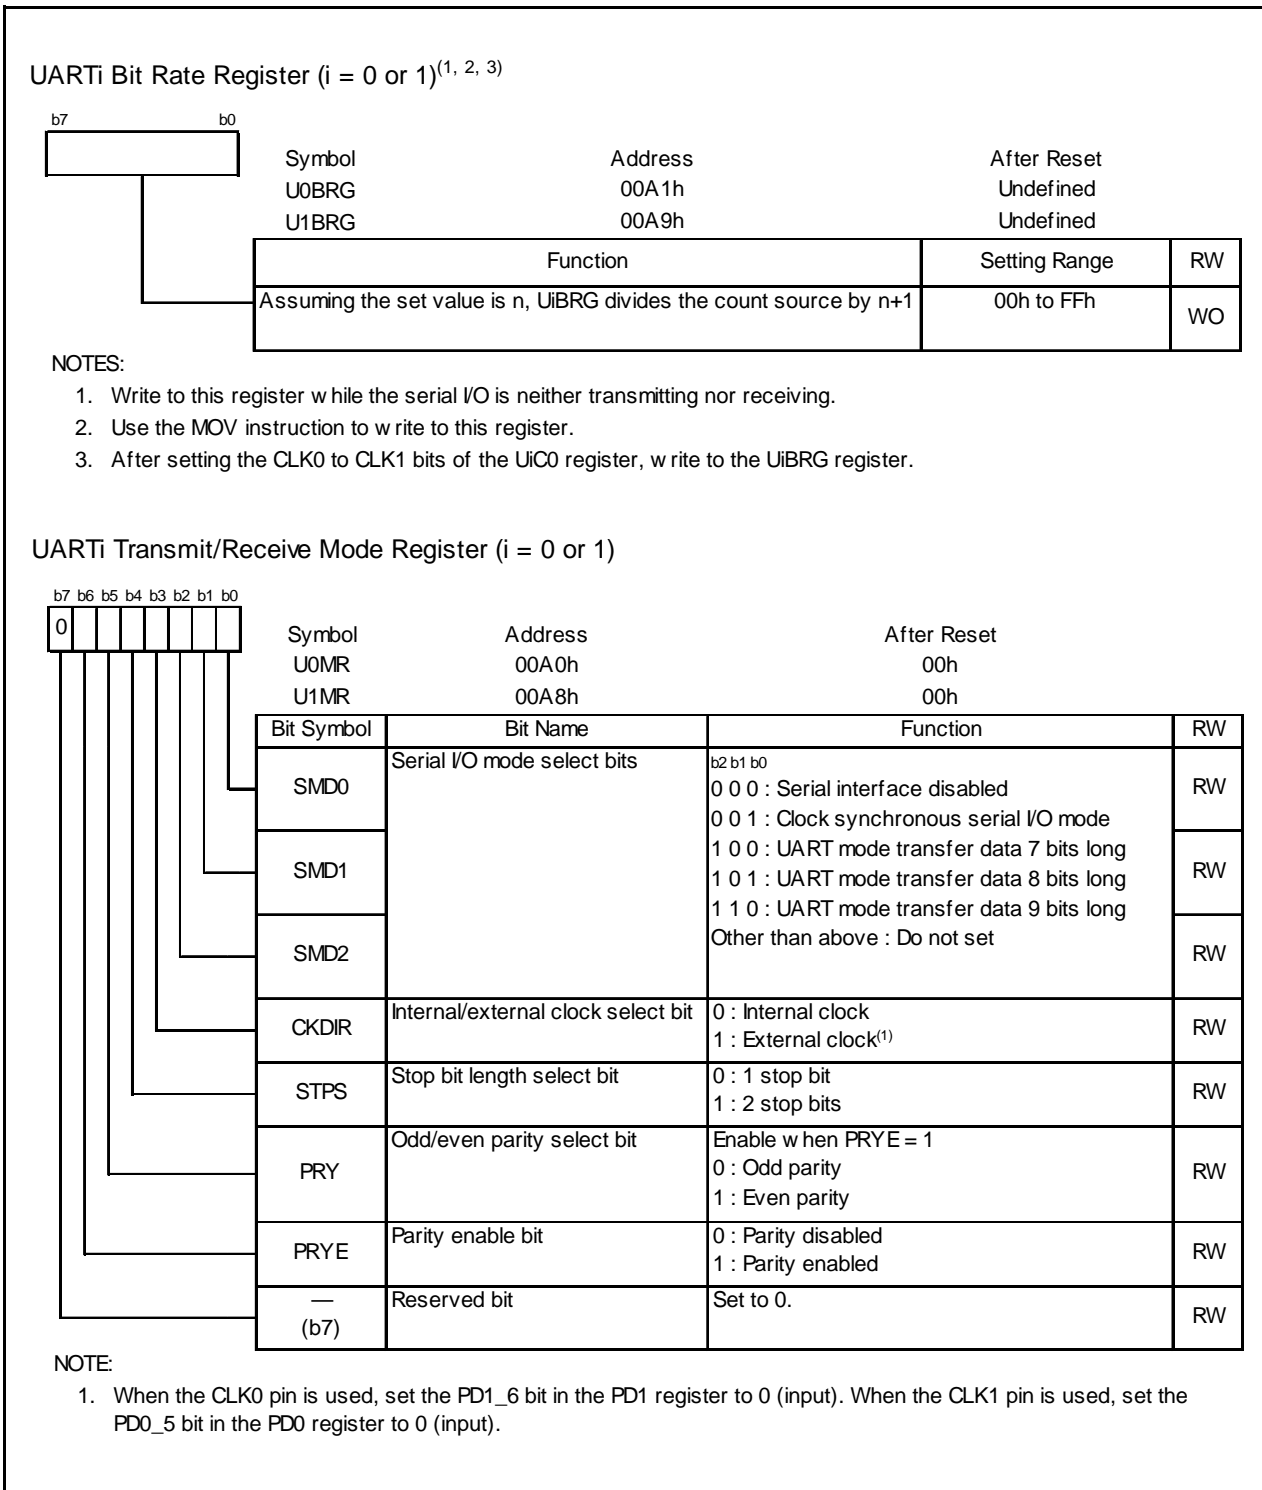 UARTi Bit Rate Register (i = 0 or 1)(1, 2, 3)
b7 b0
Symbol Address After Reset
U0BRG 00A1h Undefined
U1BRG 00A9h Undefined
Function Setting Range RW
Assuming the set value is n, UiBRG divides the count source by n+1 00h to FFh WO
NOTES:
1. Write to this register while the serial I/O is neither transmitting nor receiving.
2. Use the MOV instruction to write to this register.
3. After setting the CLK0 to CLK1 bits of the UiC0 register, write to the UiBRG register.
UARTi Transmit/Receive Mode Register (i = 0 or 1)
b7 b6 b5 b4 b3 b2 b1 b0
0
Symbol Address After Reset
U0MR 00A0h 00h
U1MR 00A8h 00h
Bit Symbol Bit Name Function RW
SMD0 Serial I/O mode select bits b2 b1 b0
0 0 0 : Serial interface disabled RW
0 0 1 : Clock synchronous serial I/O mode
1 0 0 : UART mode transfer data 7 bits long
SMD1 1 0 1 : UART mode transfer data 8 bits long RW
1 1 0 : UART mode transfer data 9 bits long
Other than above : Do not set
SMD2 RW
CKDIR Internal/external clock select bit 0 : Internal clock RW
1 : External clock(1)
STPS Stop bit length select bit 0 : 1 stop bit RW
1 : 2 stop bits
PRY Odd/even parity select bit Enable when PRYE = 1
0 : Odd parity RW
1 : Even parity
PRYE Parity enable bit 0 : Parity disabled RW
1 : Parity enabled
— Reserved bit Set to 0. RW
(b7)
NOTE:
1. When the CLK0 pin is used, set the PD1_6 bit in the PD1 register to 0 (input). When the CLK1 pin is used, set the
PD0_5 bit in the PD0 register to 0 (input).